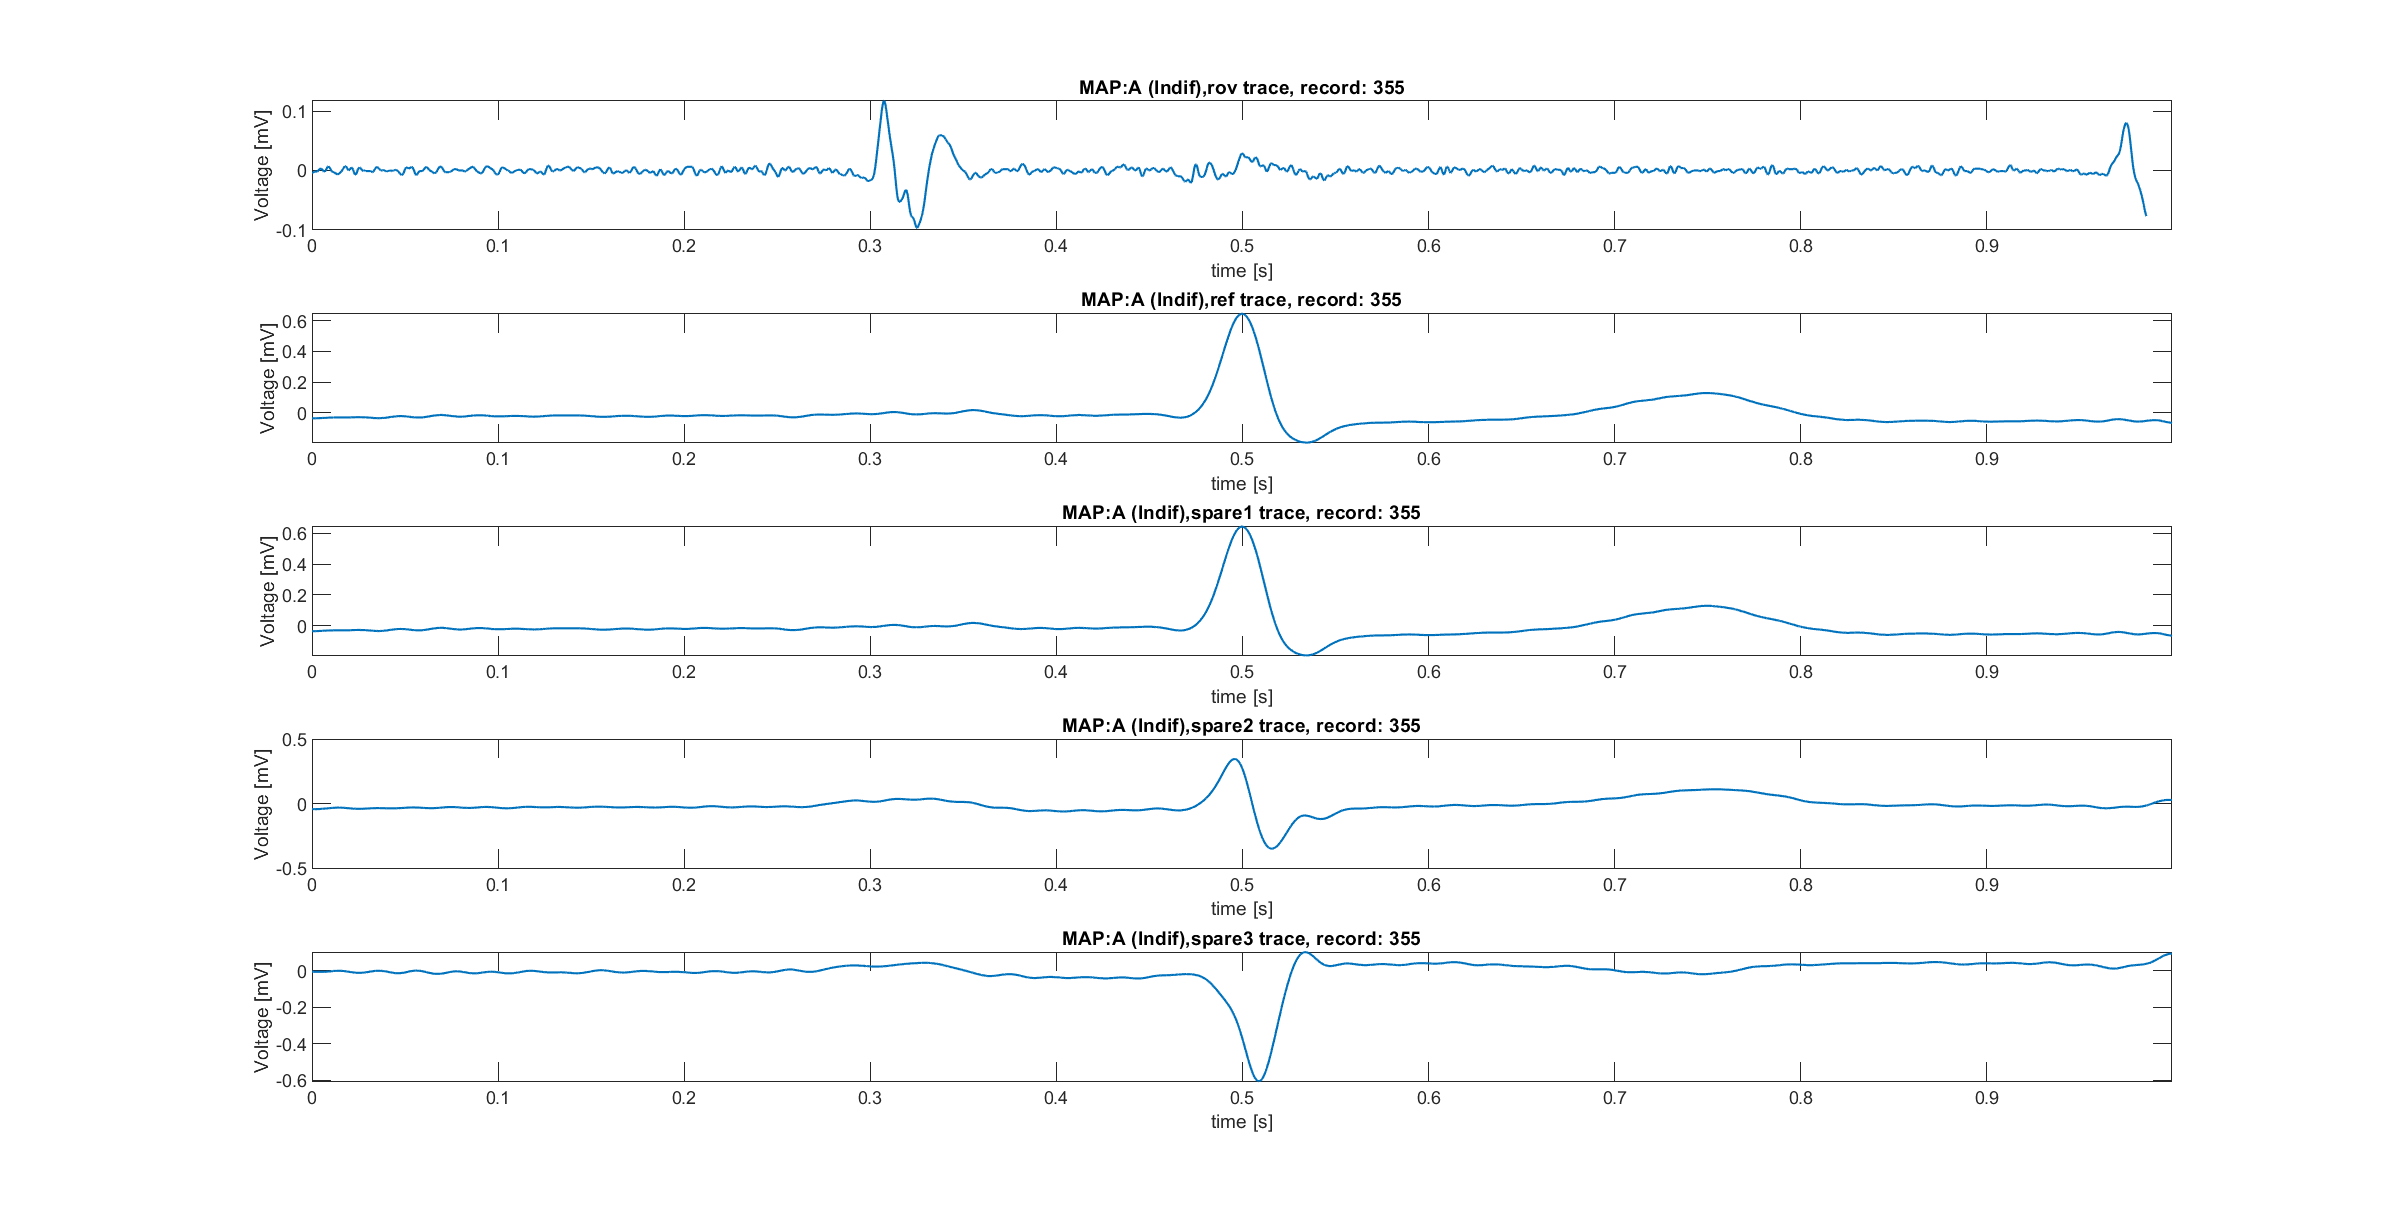 MAP:A (Indif),rov trace, record: 355
Voltage [mV]
0.1
0
-0.1
0 0.1 0.2 0.3 0.4 0.5 0.6 0.7 0.8 0.9
time [s]
MAP:A (Indif),ref trace, record: 355
Voltage [mV]
0.6
0.4
0.2
0
0 0.1 0.2 0.3 0.4 0.5 0.6 0.7 0.8 0.9
time [s]
MAP:A (Indif),spare1 trace, record: 355
Voltage [mV]
0.6
0.4
0.2
0
0 0.1 0.2 0.3 0.4 0.5 0.6 0.7 0.8 0.9
time [s]
MAP:A (Indif),spare2 trace, record: 355
Voltage [mV]
0.5
0
-0.5
0 0.1 0.2 0.3 0.4 0.5 0.6 0.7 0.8 0.9
time [s]
MAP:A (Indif),spare3 trace, record: 355
Voltage [mV]
0
-0.2
-0.4
-0.6
0 0.1 0.2 0.3 0.4 0.5 0.6 0.7 0.8 0.9
time [s]